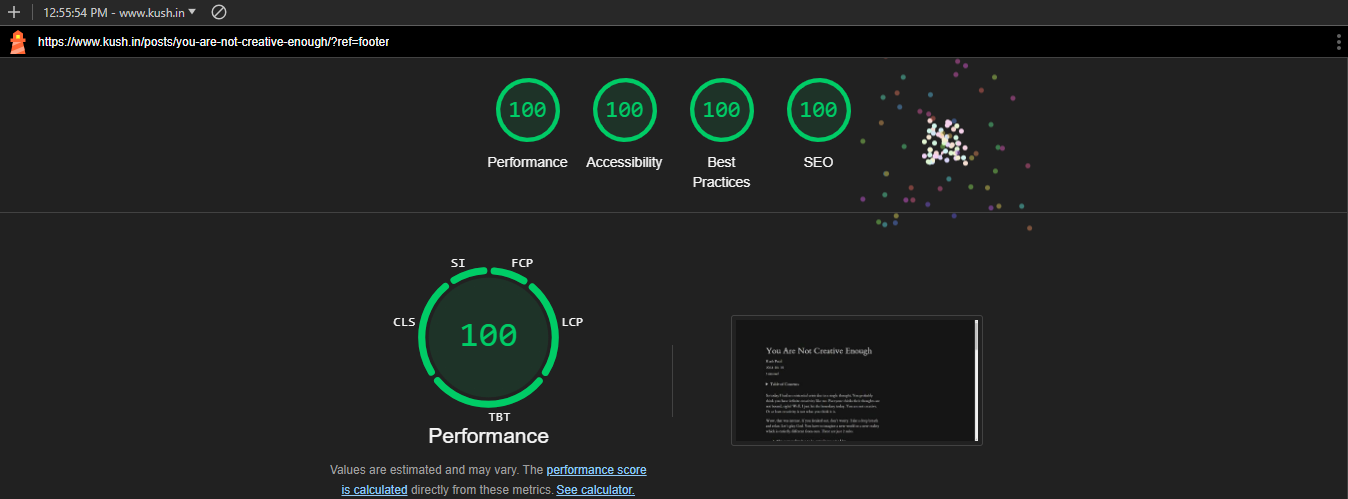 12:55:54 PM - www.kush.in
https://www.kush.in/posts/you-are-not-creative-enough/?ref=footer
100 100 100 100
Performance Accessibility Best Practices SEO
SI FCP
CLS LCP
100
TBT
Performance
Values are estimated and may vary. The performance score
is calculated directly from these metrics. See calculator.
You Are Not Creative Enough
Table of Contents